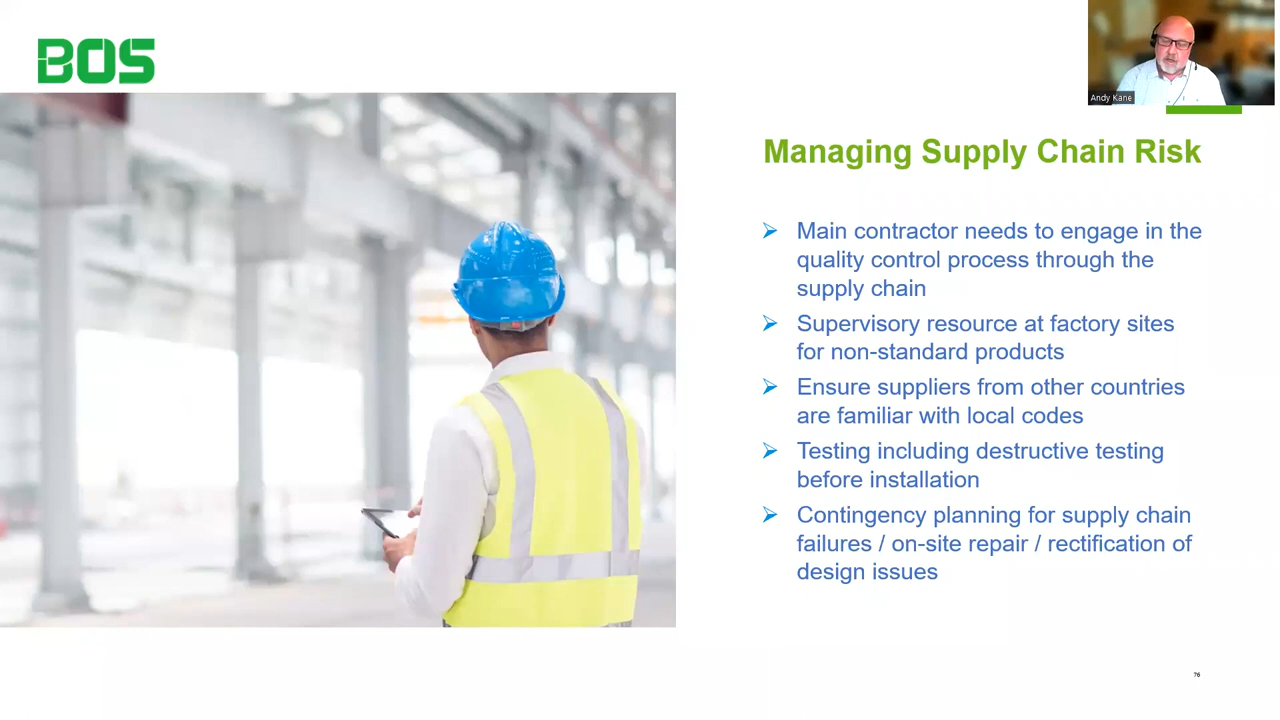 BOS
Andy Kane
Managing Supply Chain Risk
Main contractor needs to engage in the
quality control process through the
supply chain
Supervisory resource at factory sites
for non-standard products
Ensure suppliers from other countries
are familiar with local codes
Testing including destructive testing
before installation
Contingency planning for supply chain
failures / on-site repair / rectification of
design issues
76